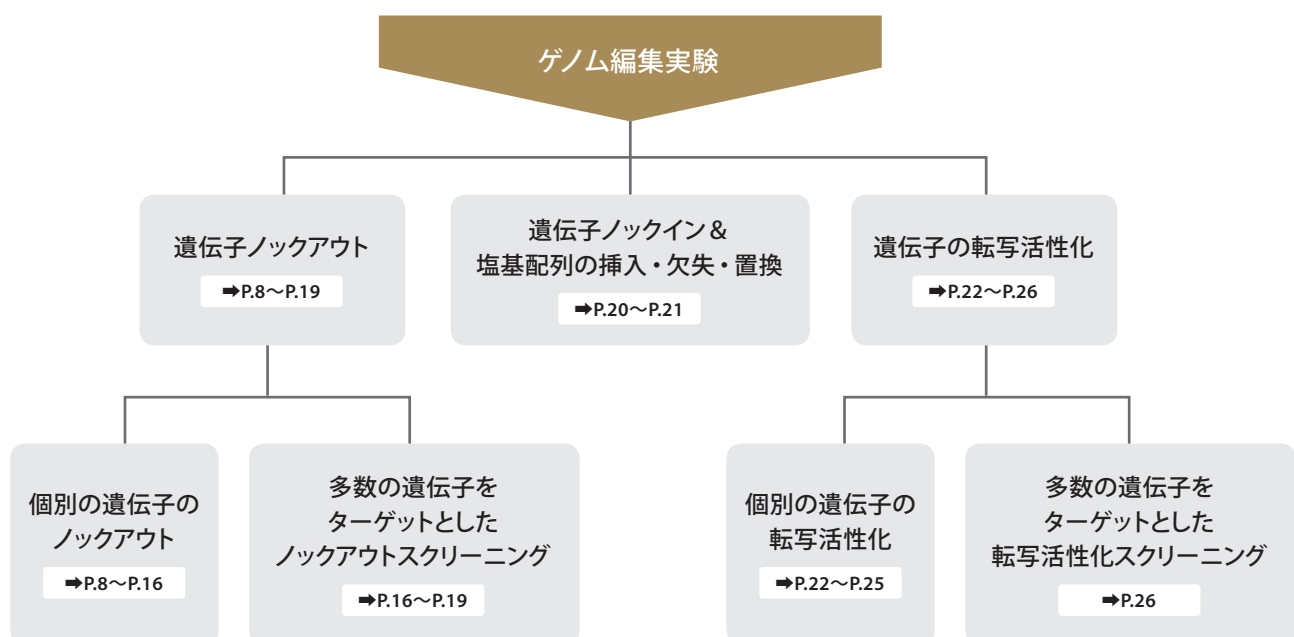 ゲノム編集実験
遺伝子ノックアウト
➡P.8〜P.19
遺伝子ノックイン&
塩基配列の挿入・欠失・置換
➡P.20〜P.21
遺伝子の転写活性化
➡P.22〜P.26
個別の遺伝子の
ノックアウト
➡P.8〜P.16
多数の遺伝子を
ターゲットとした
ノックアウトスクリーニング
➡P.16〜P.19
個別の遺伝子の
転写活性化
➡P.22〜P.25
多数の遺伝子を
ターゲットとした
転写活性化スクリーニング
➡P.26